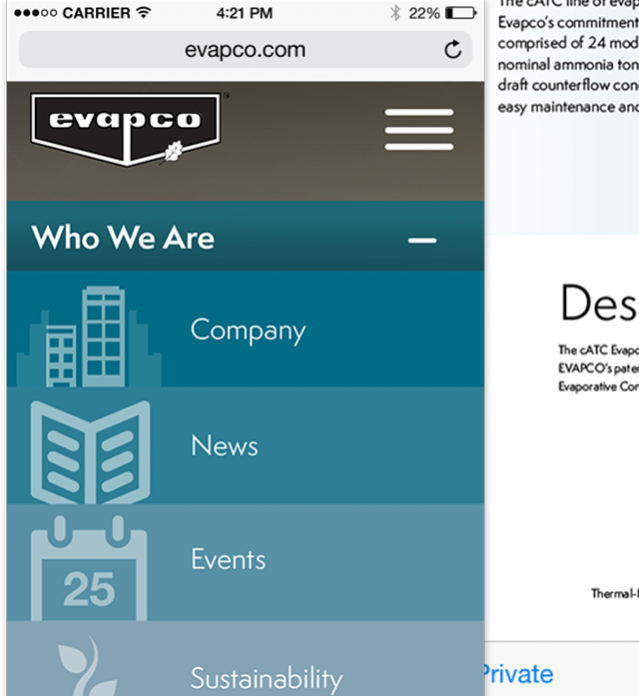 CARRIER 4:21 PM 22%
evapco.com
evapco
Who We Are
Company
News
Events
25
Sustainability
The cATC line of evap
Evapco's commitment
comprised of 24 mod
nominal ammonia ton
draft counterflow con
easy maintenance and
Des
The cATC Evapo
EVAPCO's pate
Evaporative Con
Thermal-
Private